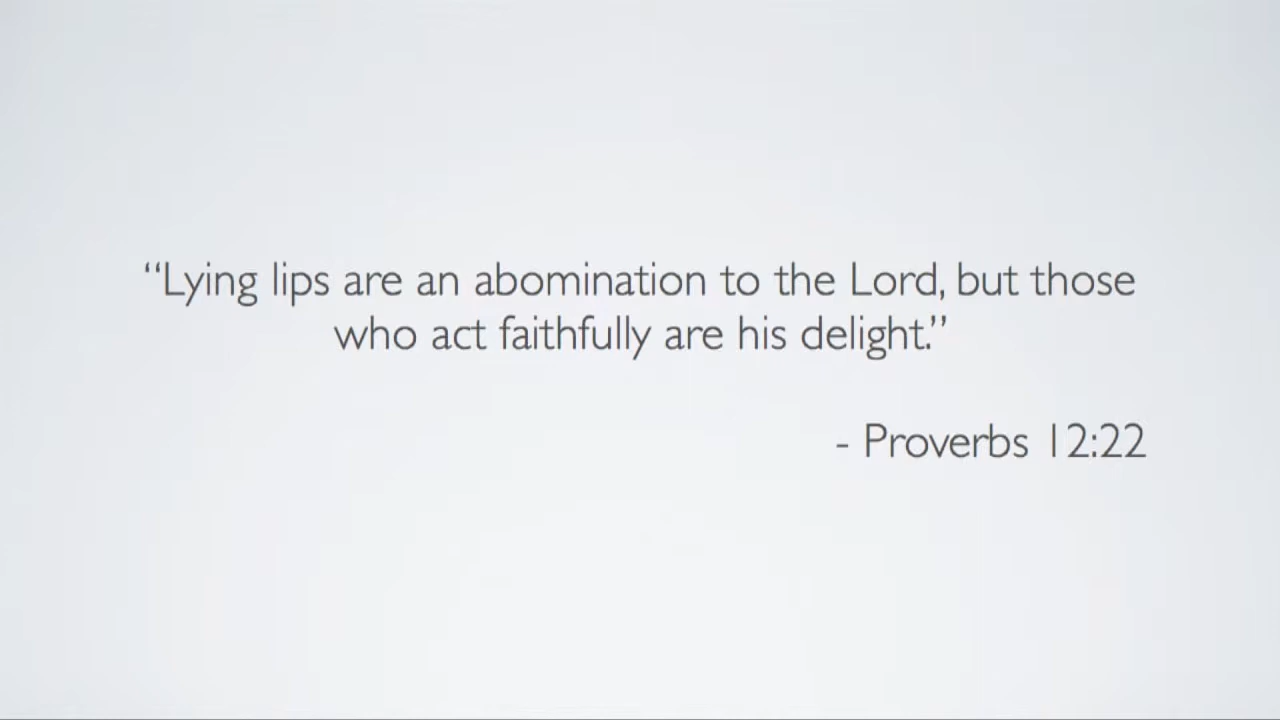 “Lying lips are an abomination to the Lord, but those
who act faithfully are his delight.”
- Proverbs 12:22